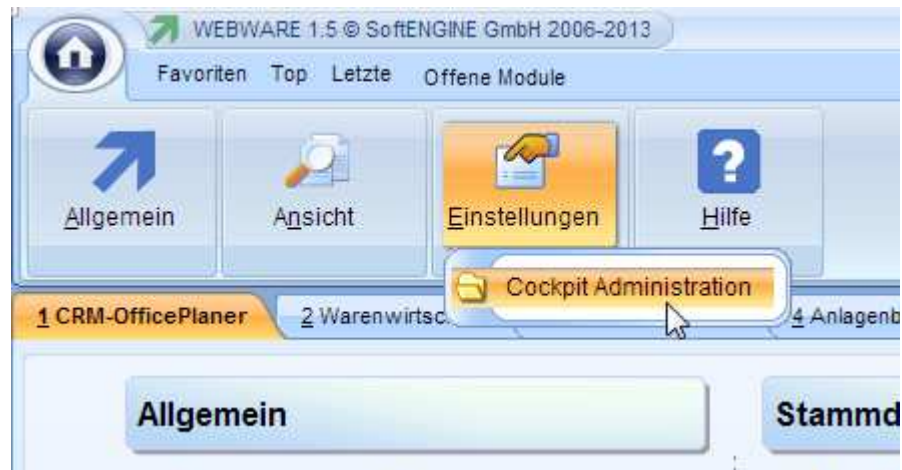 WEBWARE 1.5 © SoftENGINE GmbH 2006-2013
Favoriten Top Letzte Offene Module
Allgemein Ansicht Einstellungen Hilfe
Cockpit Administration
1 CRM-OfficePlaner 2 Warenwirtsc 4 Anlagenb
Allgemein Stammd